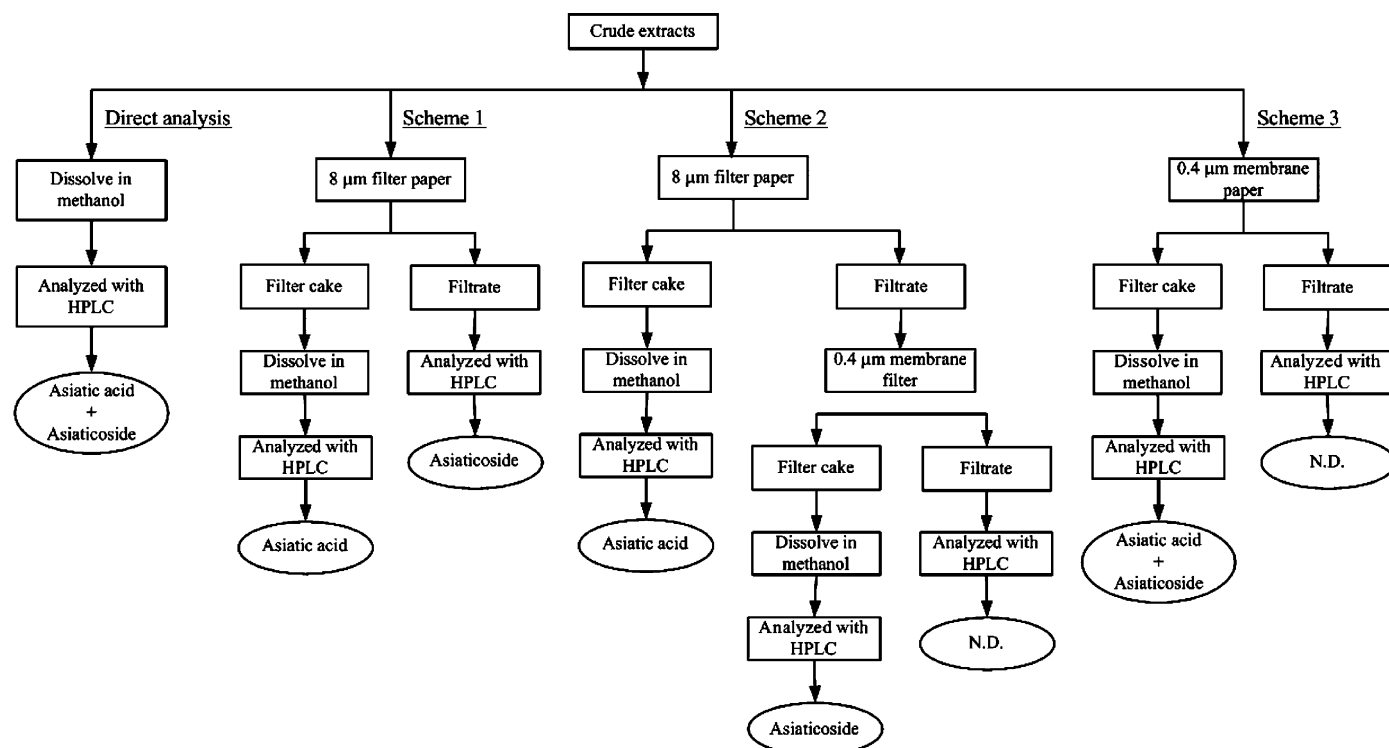 Crude extracts
Direct analysis
Scheme 1
Scheme 2
Scheme 3
Dissolve in
methanol
Analyzed with
HPLC
Asiatic acid
+
Asiaticoside
8 μm filter paper
Filter cake
Dissolve in
methanol
Analyzed with
HPLC
Asiatic acid
Filtrate
Analyzed with
HPLC
Asiaticoside
8 μm filter paper
Filter cake
Dissolve in
methanol
Analyzed with
HPLC
Asiatic acid
Filtrate
0.4 μm membrane
filter
Filter cake
Dissolve in
methanol
Analyzed with
HPLC
Asiaticoside
Filtrate
Analyzed with
HPLC
N.D.
0.4 μm membrane
paper
Filter cake
Dissolve in
methanol
Analyzed with
HPLC
Asiatic acid
+
Asiaticoside
Filtrate
Analyzed with
HPLC
N.D.